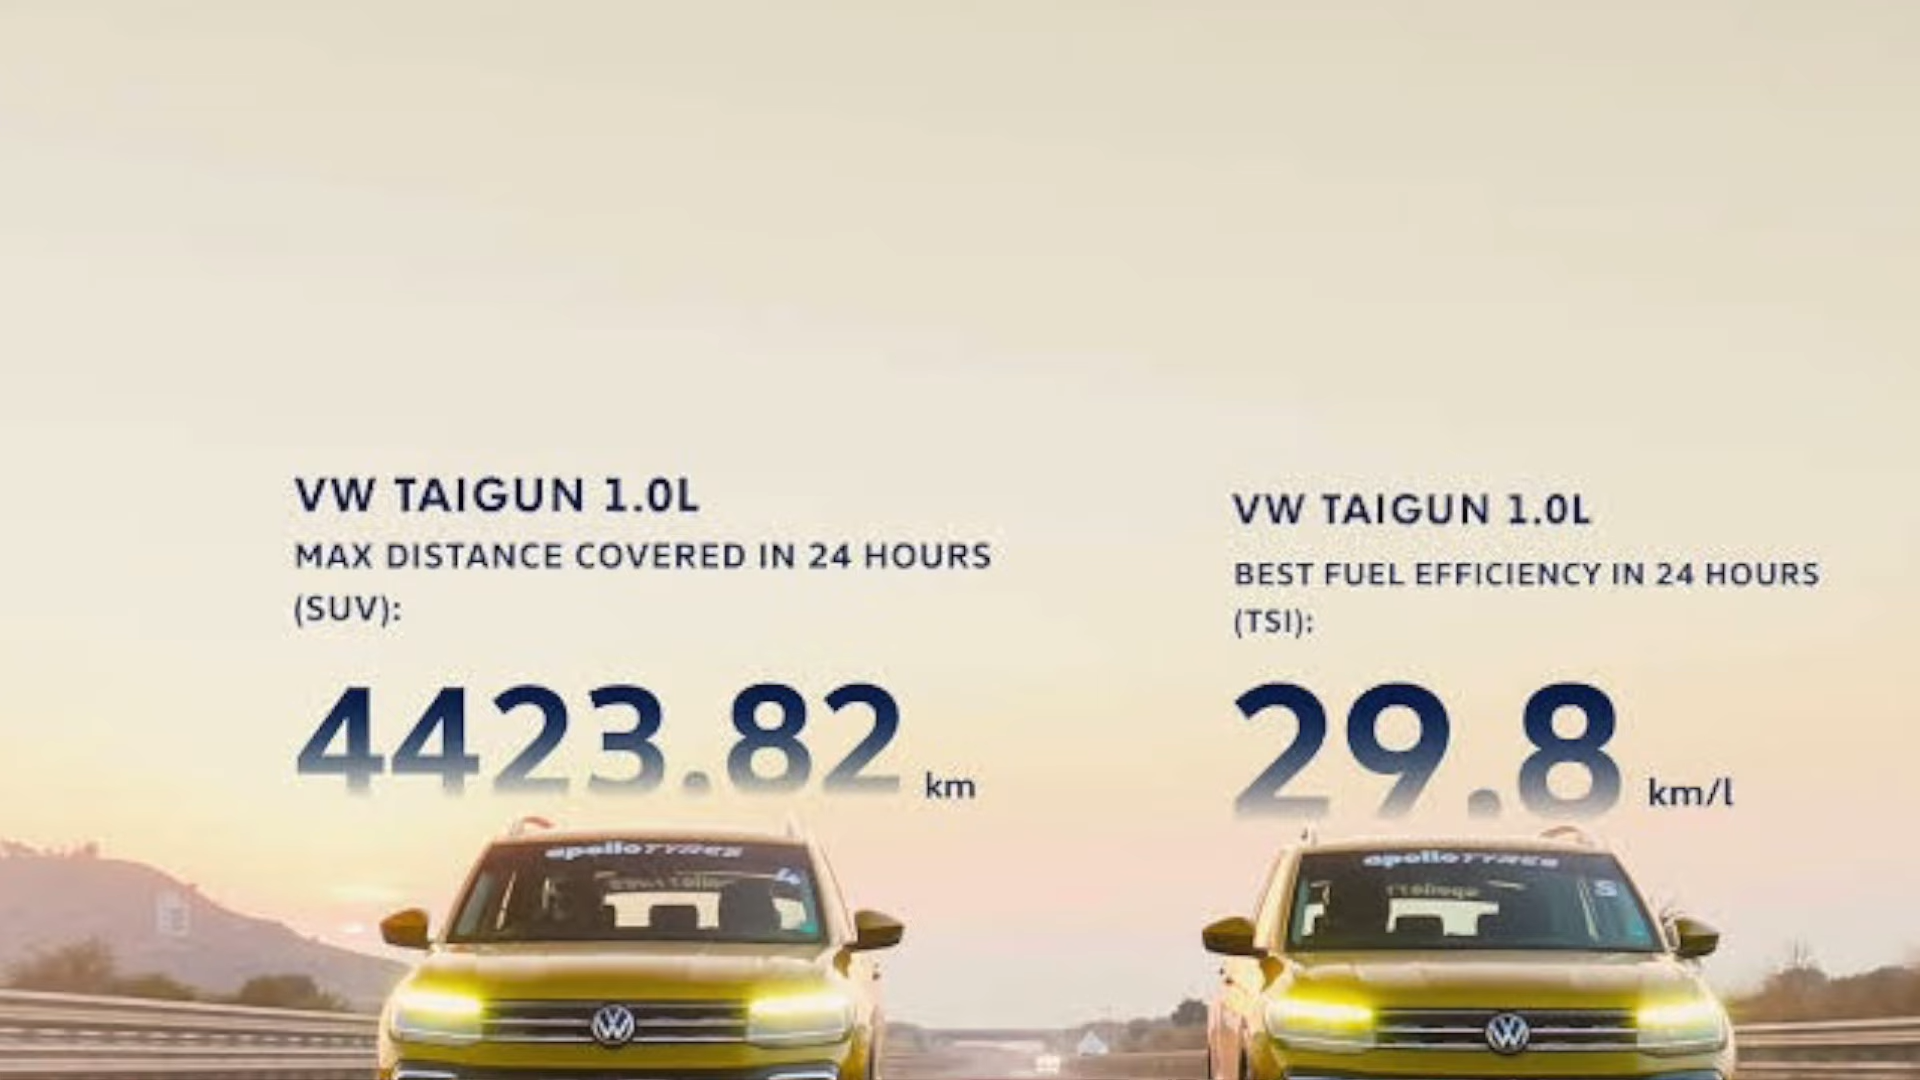 VW TAIGUN 1.0L
MAX DISTANCE COVERED IN 24 HOURS
(SUV):
4423.82 km
apolloTYRES
VW TAIGUN 1.0L
BEST FUEL EFFICIENCY IN 24 HOURS
(TSI):
29.8 km/l
apolloTYRES